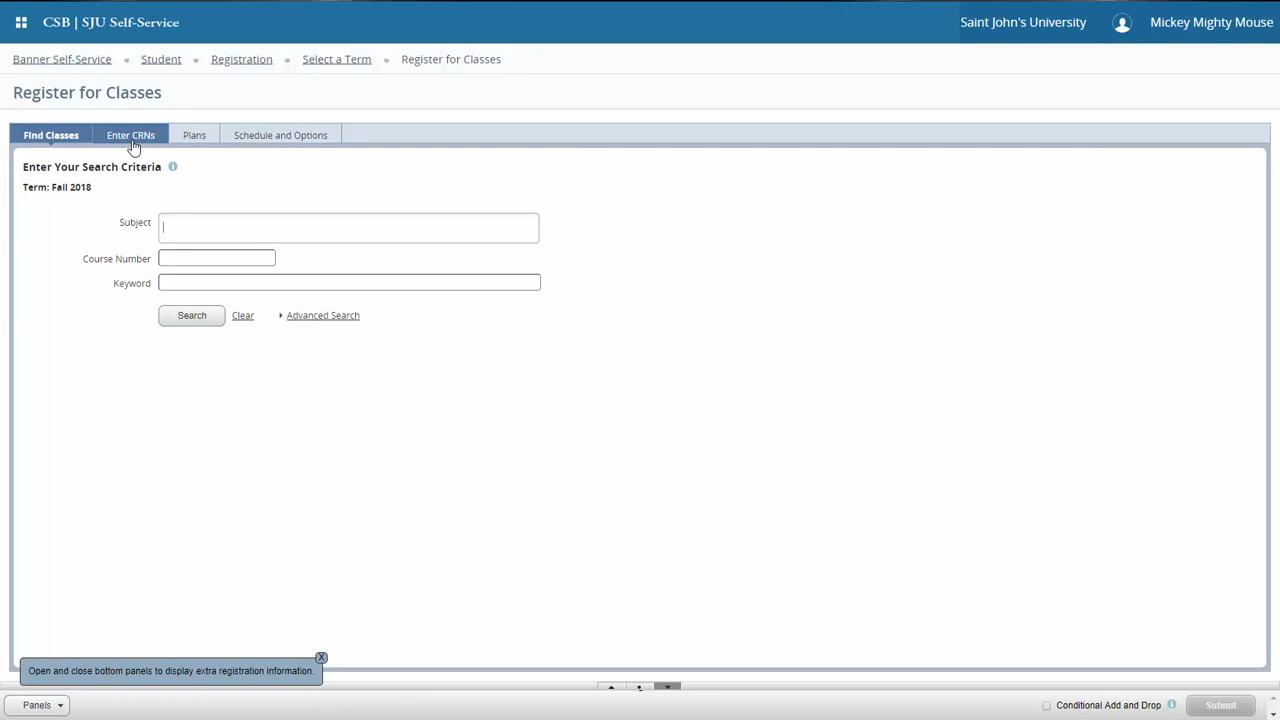 CSB | SJU Self-Service
Saint John's University
Mickey Mighty Mouse
Banner Self-Service • Student • Registration • Select a Term • Register for Classes
Register for Classes
Find Classes
Enter CRNs
Plans
Schedule and Options
Enter Your Search Criteria
Term: Fall 2018
Subject
Course Number
Keyword
Search
Clear
Advanced Search
Open and close bottom panels to display extra registration information.
X
Panels
Conditional Add and Drop
Submit